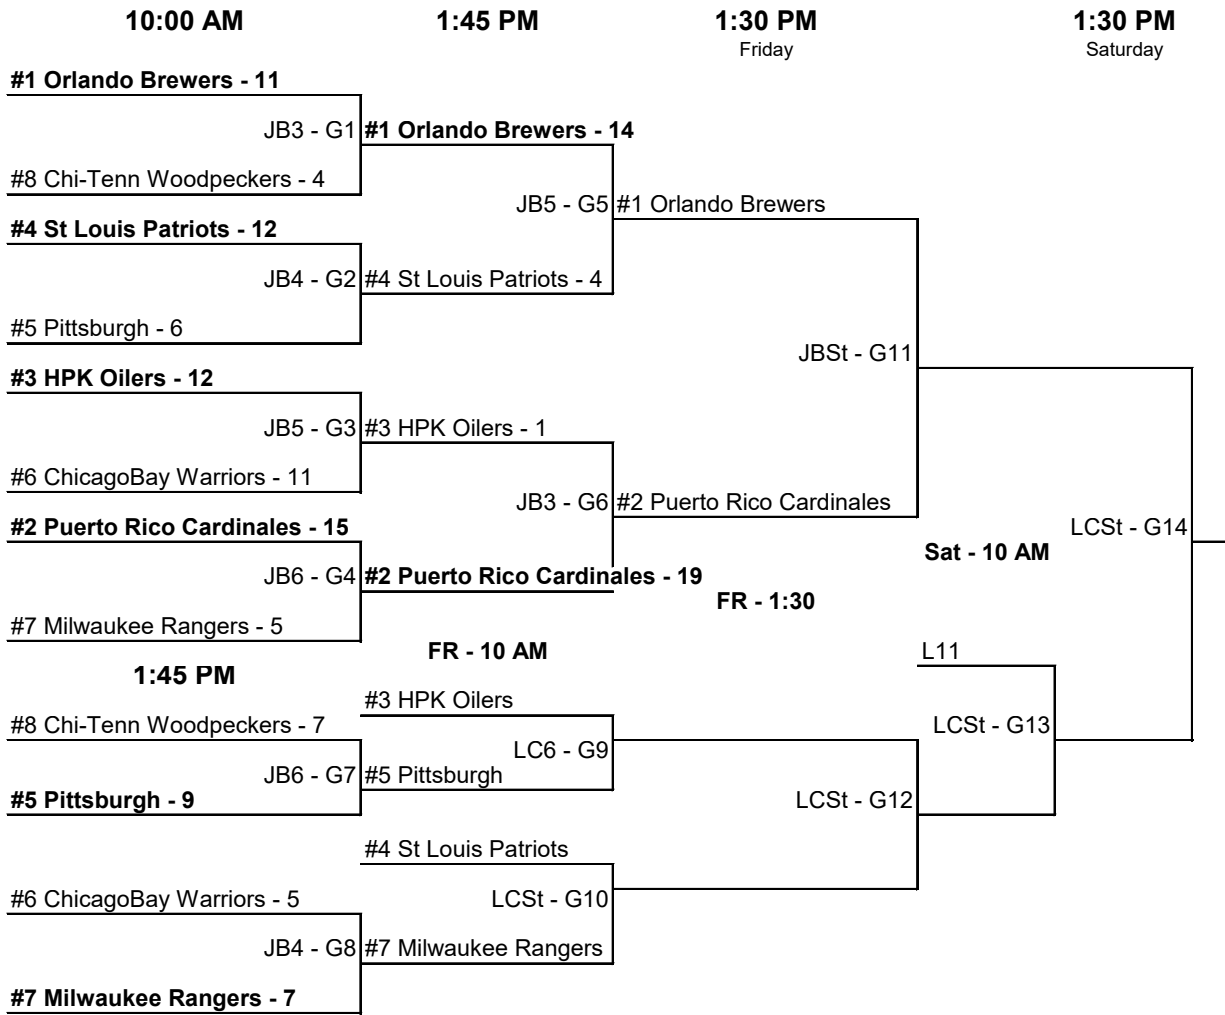 10:00 AM 1:45 PM 1:30 PM 1:30 PM
Friday Saturday
#1 Orlando Brewers - 11
JB3 - G1 #1 Orlando Brewers - 14
#8 Chi-Tenn Woodpeckers - 4
JB5 - G5 #1 Orlando Brewers
#4 St Louis Patriots - 12
JB4 - G2 #4 St Louis Patriots - 4
#5 Pittsburgh - 6
JBSt - G11
#3 HPK Oilers - 12
JB5 - G3 #3 HPK Oilers - 1
#6 ChicagoBay Warriors - 11
JB3 - G6 #2 Puerto Rico Cardinales
#2 Puerto Rico Cardinales - 15 LCSt - G14
Sat - 10 AM
JB6 - G4 #2 Puerto Rico Cardinales - 19
FR - 1:30
#7 Milwaukee Rangers - 5
FR - 10 AM L11
1:45 PM
#3 HPK Oilers
#8 Chi-Tenn Woodpeckers - 7 LCSt - G13
LC6 - G9
JB6 - G7 #5 Pittsburgh
#5 Pittsburgh - 9 LCSt - G12
#4 St Louis Patriots
#6 ChicagoBay Warriors - 5 LCSt - G10
JB4 - G8 #7 Milwaukee Rangers
#7 Milwaukee Rangers - 7